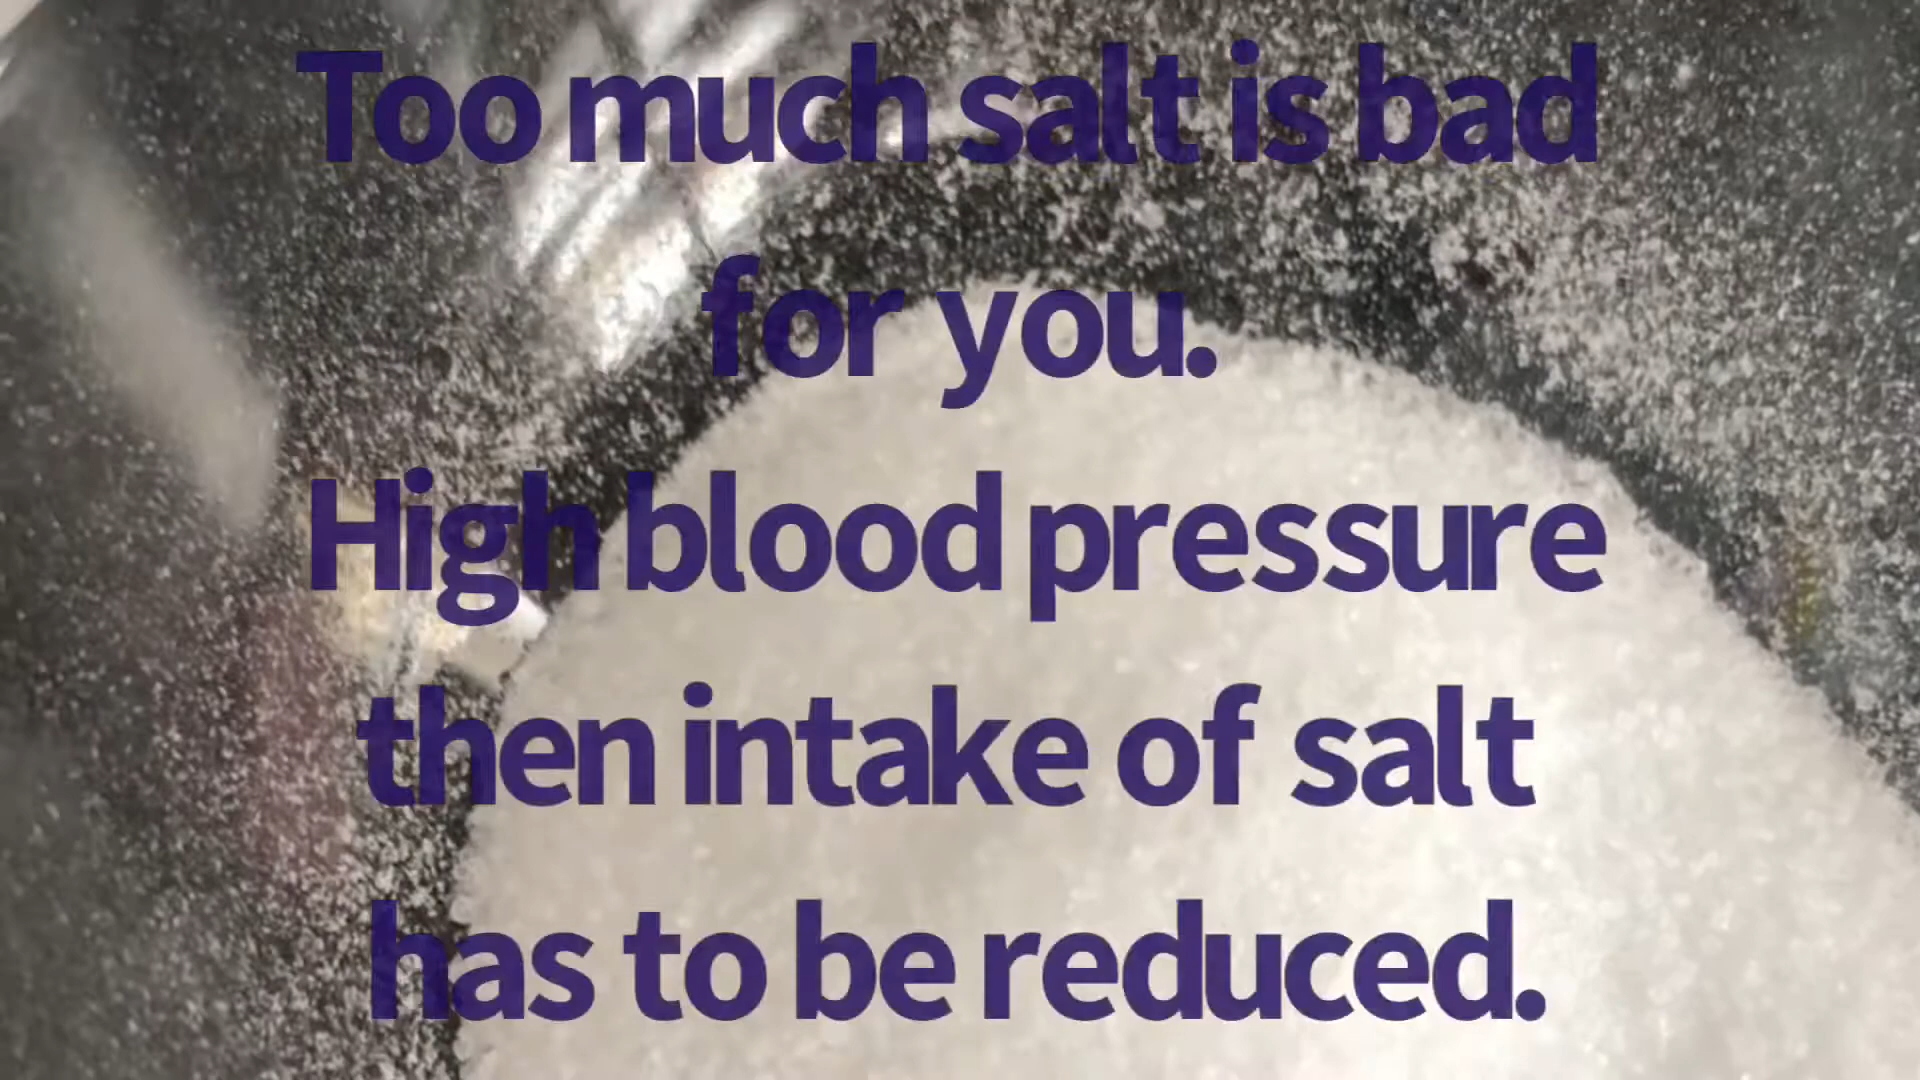 Too much salt is bad
for you.
High blood pressure
then intake of salt
has to be reduced.